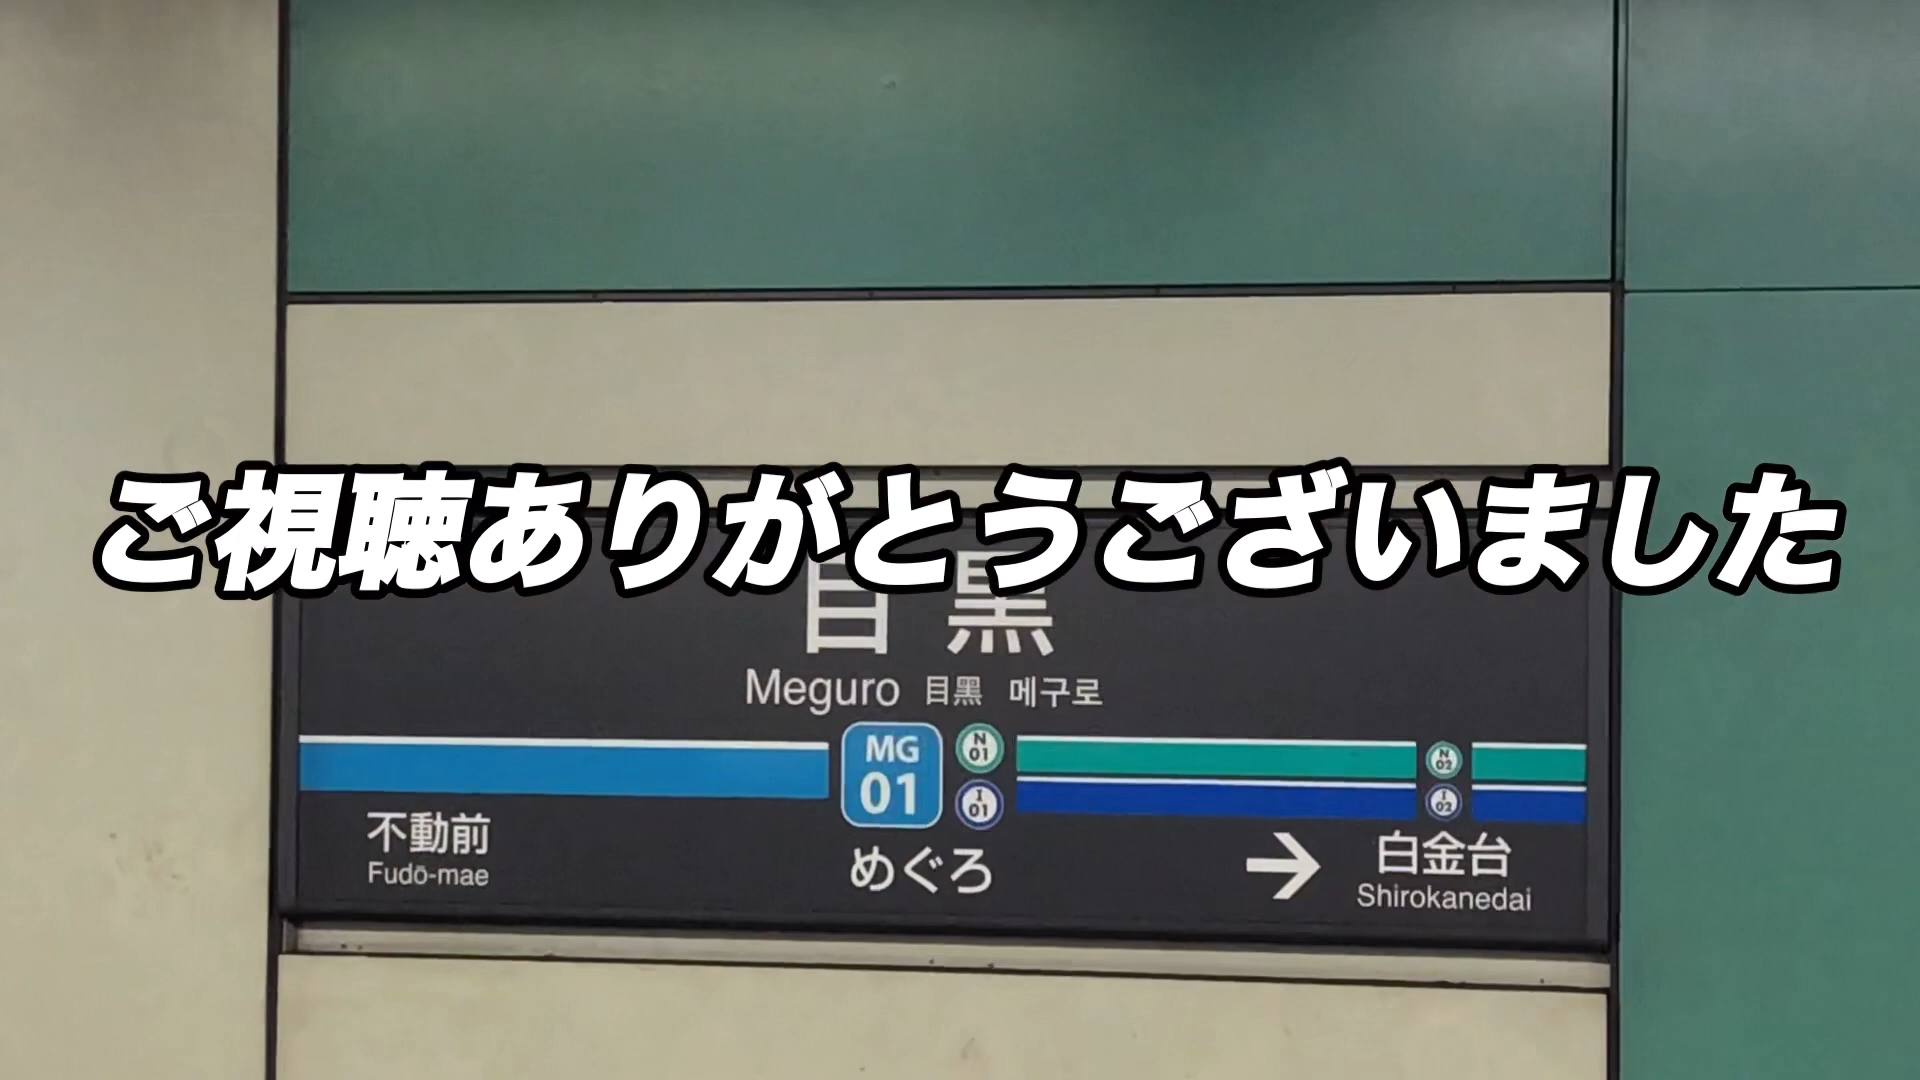 ご視聴ありがとうございました
目黒
Meguro 目黑 메구로
MG
01
N
01
I
01
N
02
I
02
不動前
Fudō-mae
めぐろ
→ 白金台
Shirokanedai